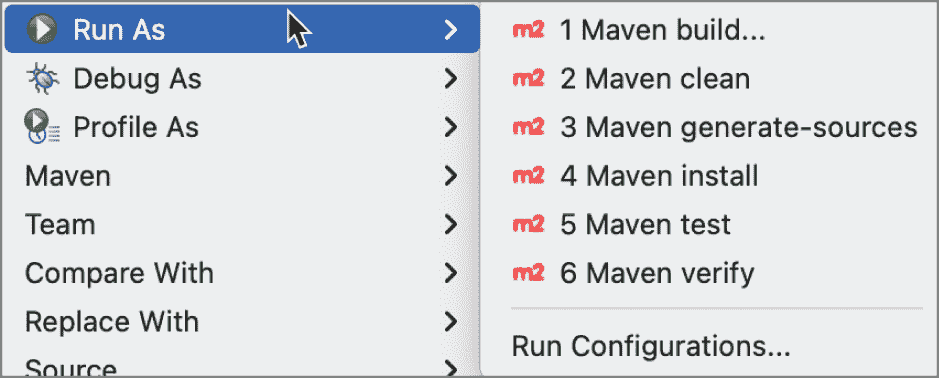 Run As
Debug As
Profile As
Maven
Team
Compare With
Replace With
Source
m2 1 Maven build...
m2 2 Maven clean
m2 3 Maven generate-sources
m2 4 Maven install
m2 5 Maven test
m2 6 Maven verify
Run Configurations...